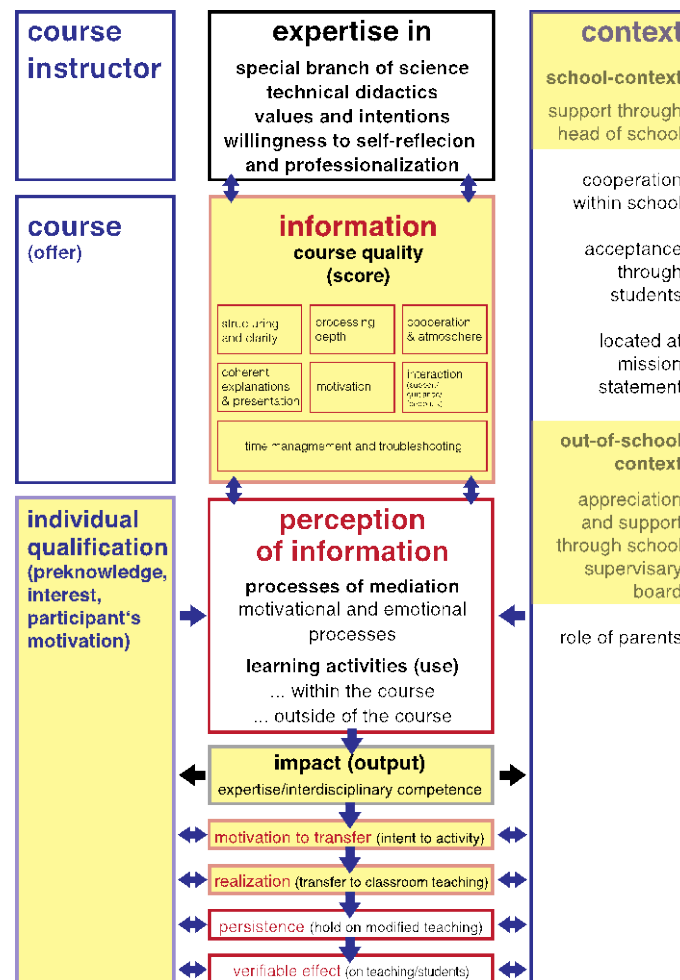 course
instructor
expertise in
special branch of science
technical didactics
values and intentions
willingness to self-reflecion
and professionalization
course
(offer)
information
course quality
(score)
structuring
and clarity
processing
depth
cooperation
& atmoschere
coherent
explanations
& presentation
motivation
interaction
(support/
guidance/
time managmement and troubleshooting
individual
qualification
(preknowledge,
interest,
participant's
motivation)
perception
of information
processes of mediation
motivational and emotional
processes
learning activities (use)
... within the course
... outside of the course
impact (output)
expertise/interdisciplinary competence
motivation to transfer (intent to activity)
realization (transfer to classroom teaching)
persistence (hold on modified teaching)
verifiable effect (on teaching/students)
context
school-context
support through
head of school
cooperation
within school
acceptance
through
students
located at
mission
statement
out-of-school
context
appreciation
and support
through school
supervisary
board
role of parents